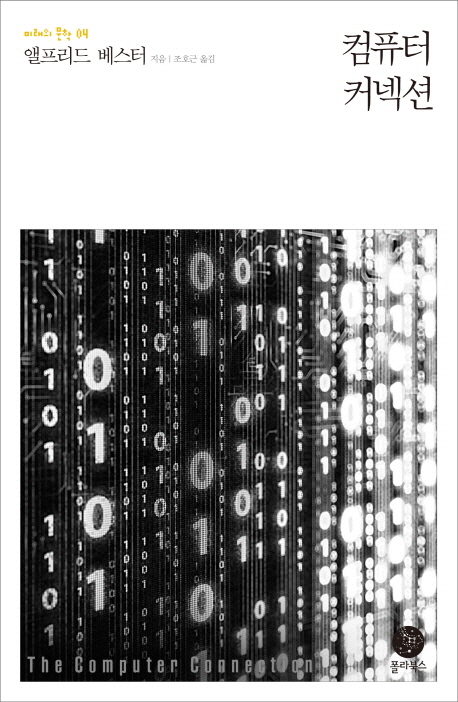 미래의 문학 04
앨프리드 베스터 지음 | 조호근 옮김
컴퓨터
커넥션
The Computer Connection
폴라북스